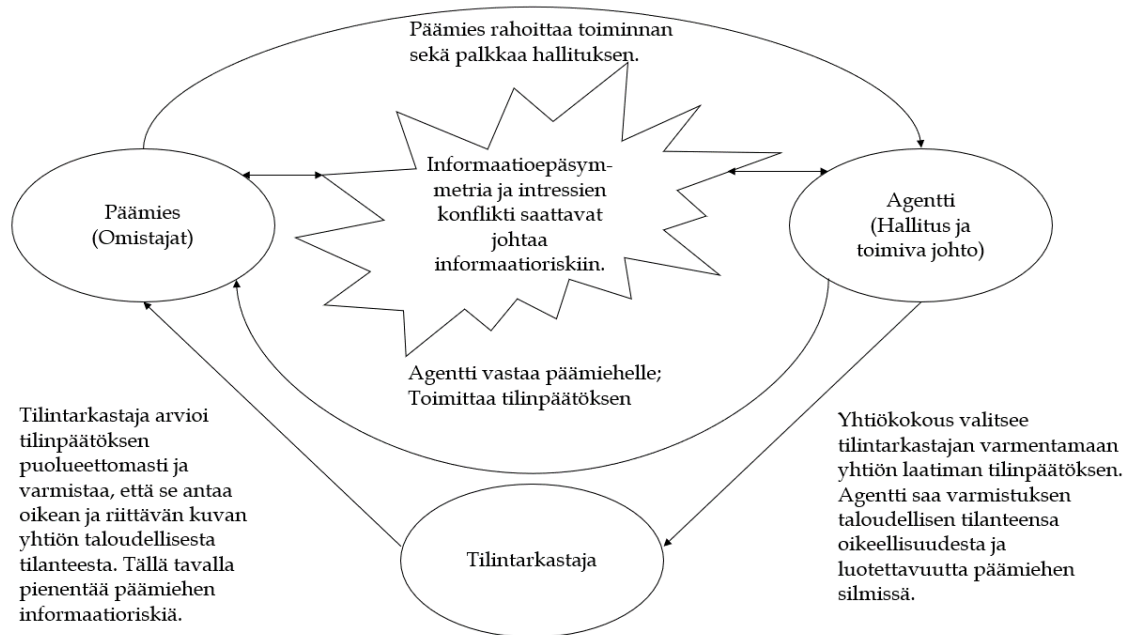 Päämies rahoittaa toiminnan
sekä palkkaa hallituksen.
Informaatioepäsym-
metria ja intressien
konflikti saattavat
johtaa
informaatioriskiin.
Päämies
(Omistajat)
Agentti
(Hallitus ja
toimiva johto)
Agentti vastaa päämiehelle;
Toimittaa tilinpäätöksen
Tilintarkastaja arvioi
tilinpäätöksen
puolueettomasti ja
varmistaa, että se antaa
oikean ja riittävän kuvan
yhtiön taloudellisesta
tilanteesta. Tällä tavalla
pienentää päämiehen
informaatioriskiä.
Yhtiökokous valitsee
tilintarkastajan varmentamaan
yhtiön laatiman tilinpäätöksen.
Agentti saa varmistuksen
taloudellisen tilanteensa
oikeellisuudesta ja
luotettavuutta päämiehen
silmissä.
Tilintarkastaja